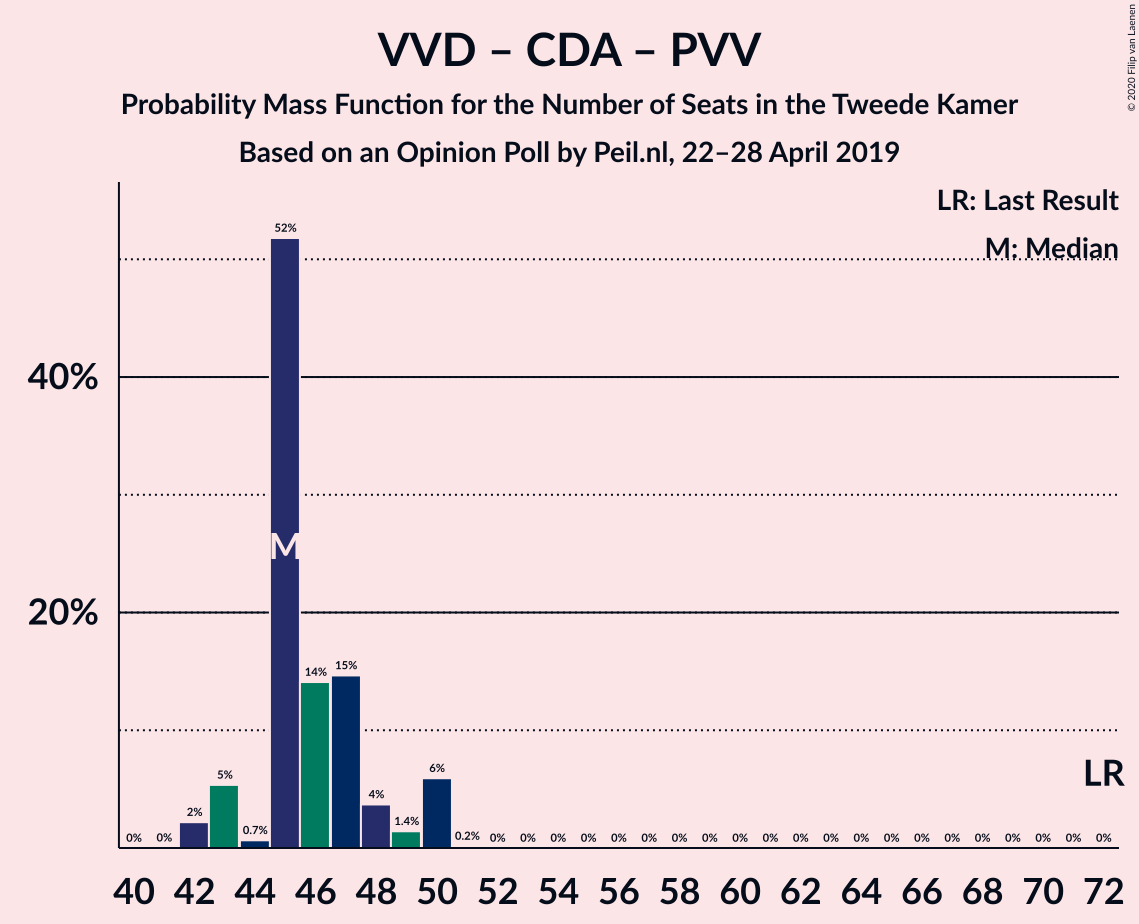 VVD – CDA – PVV
Probability Mass Function for the Number of Seats in the Tweede Kamer
Based on an Opinion Poll by Peil.nl, 22–28 April 2019
© 2020 Filip van Laenen
LR: Last Result
M: Median
40%
20%
0% 0% 2% 5% 0.7% 52% 14% 15% 4% 1.4% 6% 0.2% 0% 0% 0% 0% 0% 0% 0% 0% 0% 0% 0% 0% 0% 0% 0% 0% 0% 0% 0% 0% 0%
M
LR
40 42 44 46 48 50 52 54 56 58 60 62 64 66 68 70 72